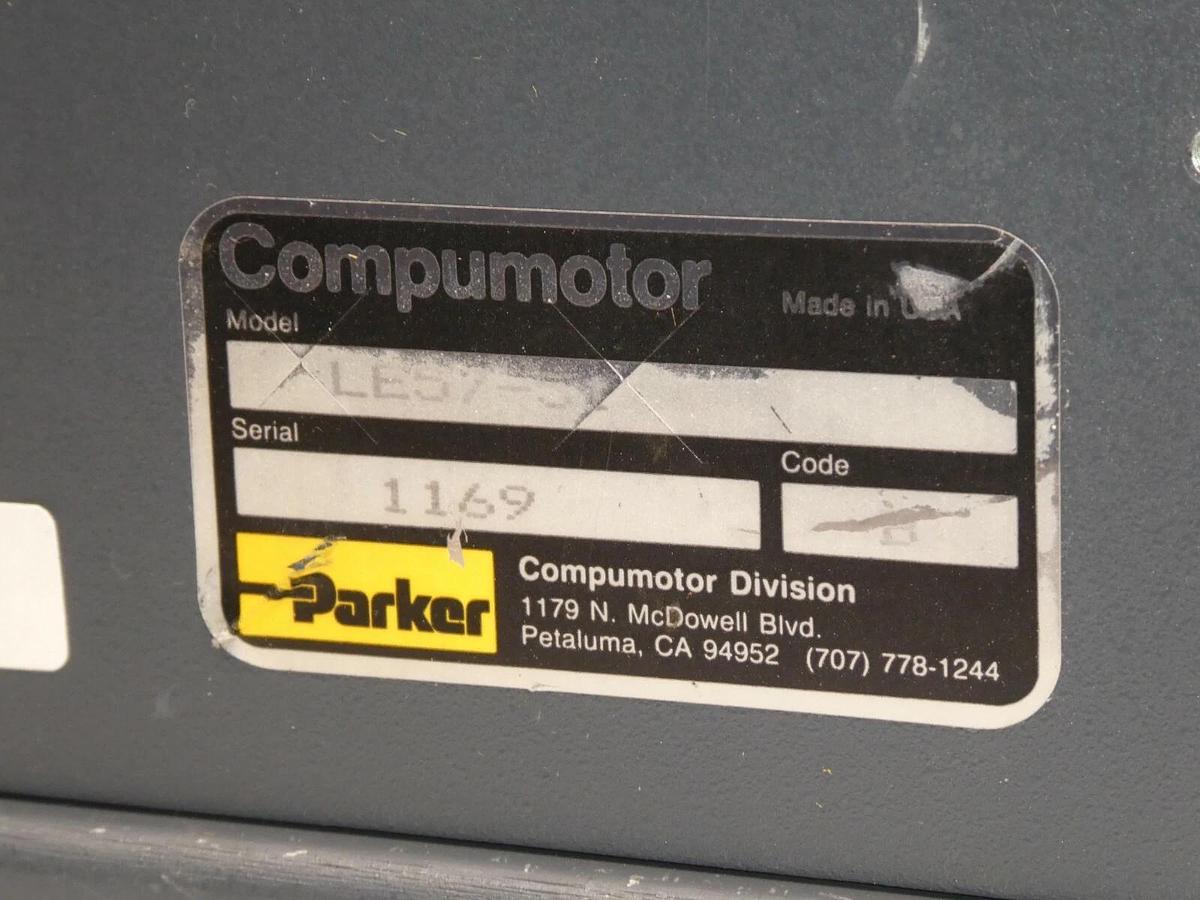 Compumotor
Made in USA
Model
Serial
1169
Code
Parker
Compumotor Division
1179 N. McDowell Blvd.
Petaluma, CA 94952 (707) 778-1244